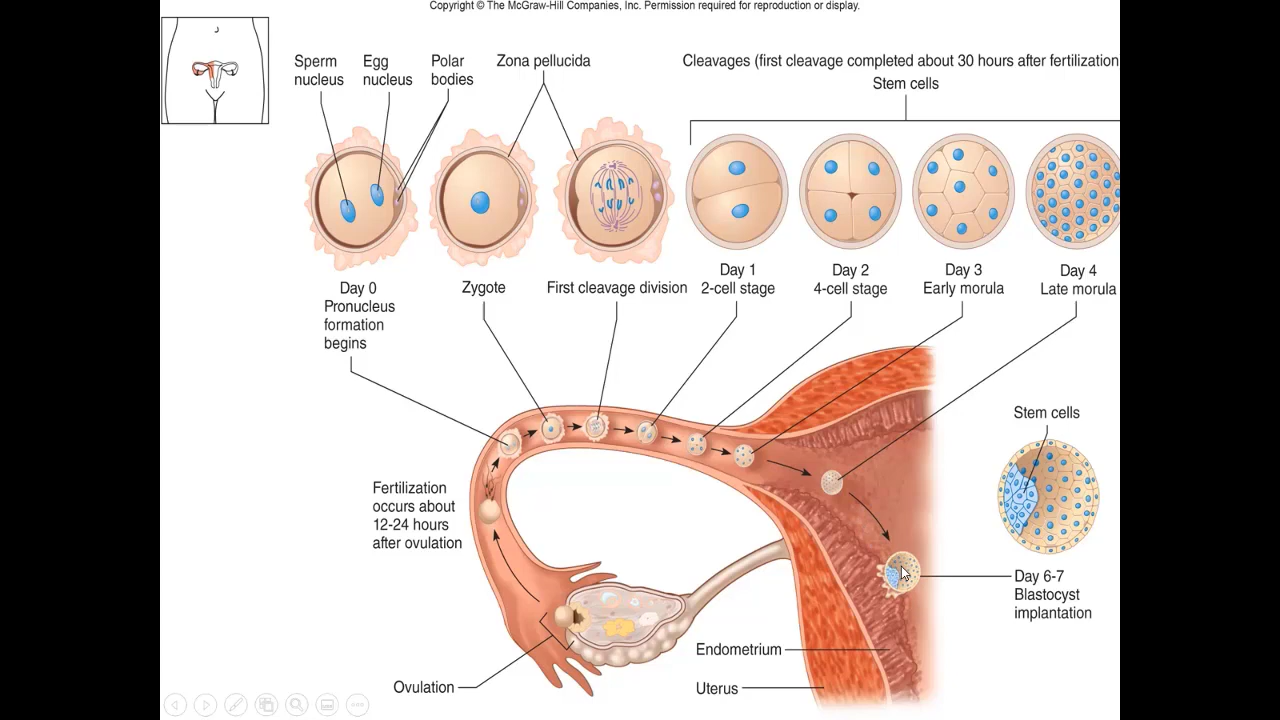 Copyright © The McGraw-Hill Companies, Inc. Permission required for reproduction or display.
Sperm
nucleus
Egg
nucleus
Polar
bodies
Zona pellucida
Cleavages (first cleavage completed about 30 hours after fertilization
Stem cells
Day 0
Pronucleus
formation
begins
Zygote
First cleavage division
Day 1
2-cell stage
Day 2
4-cell stage
Day 3
Early morula
Day 4
Late morula
Stem cells
Fertilization
occurs about
12-24 hours
after ovulation
Day 6-7
Blastocyst
implantation
Endometrium
Ovulation
Uterus